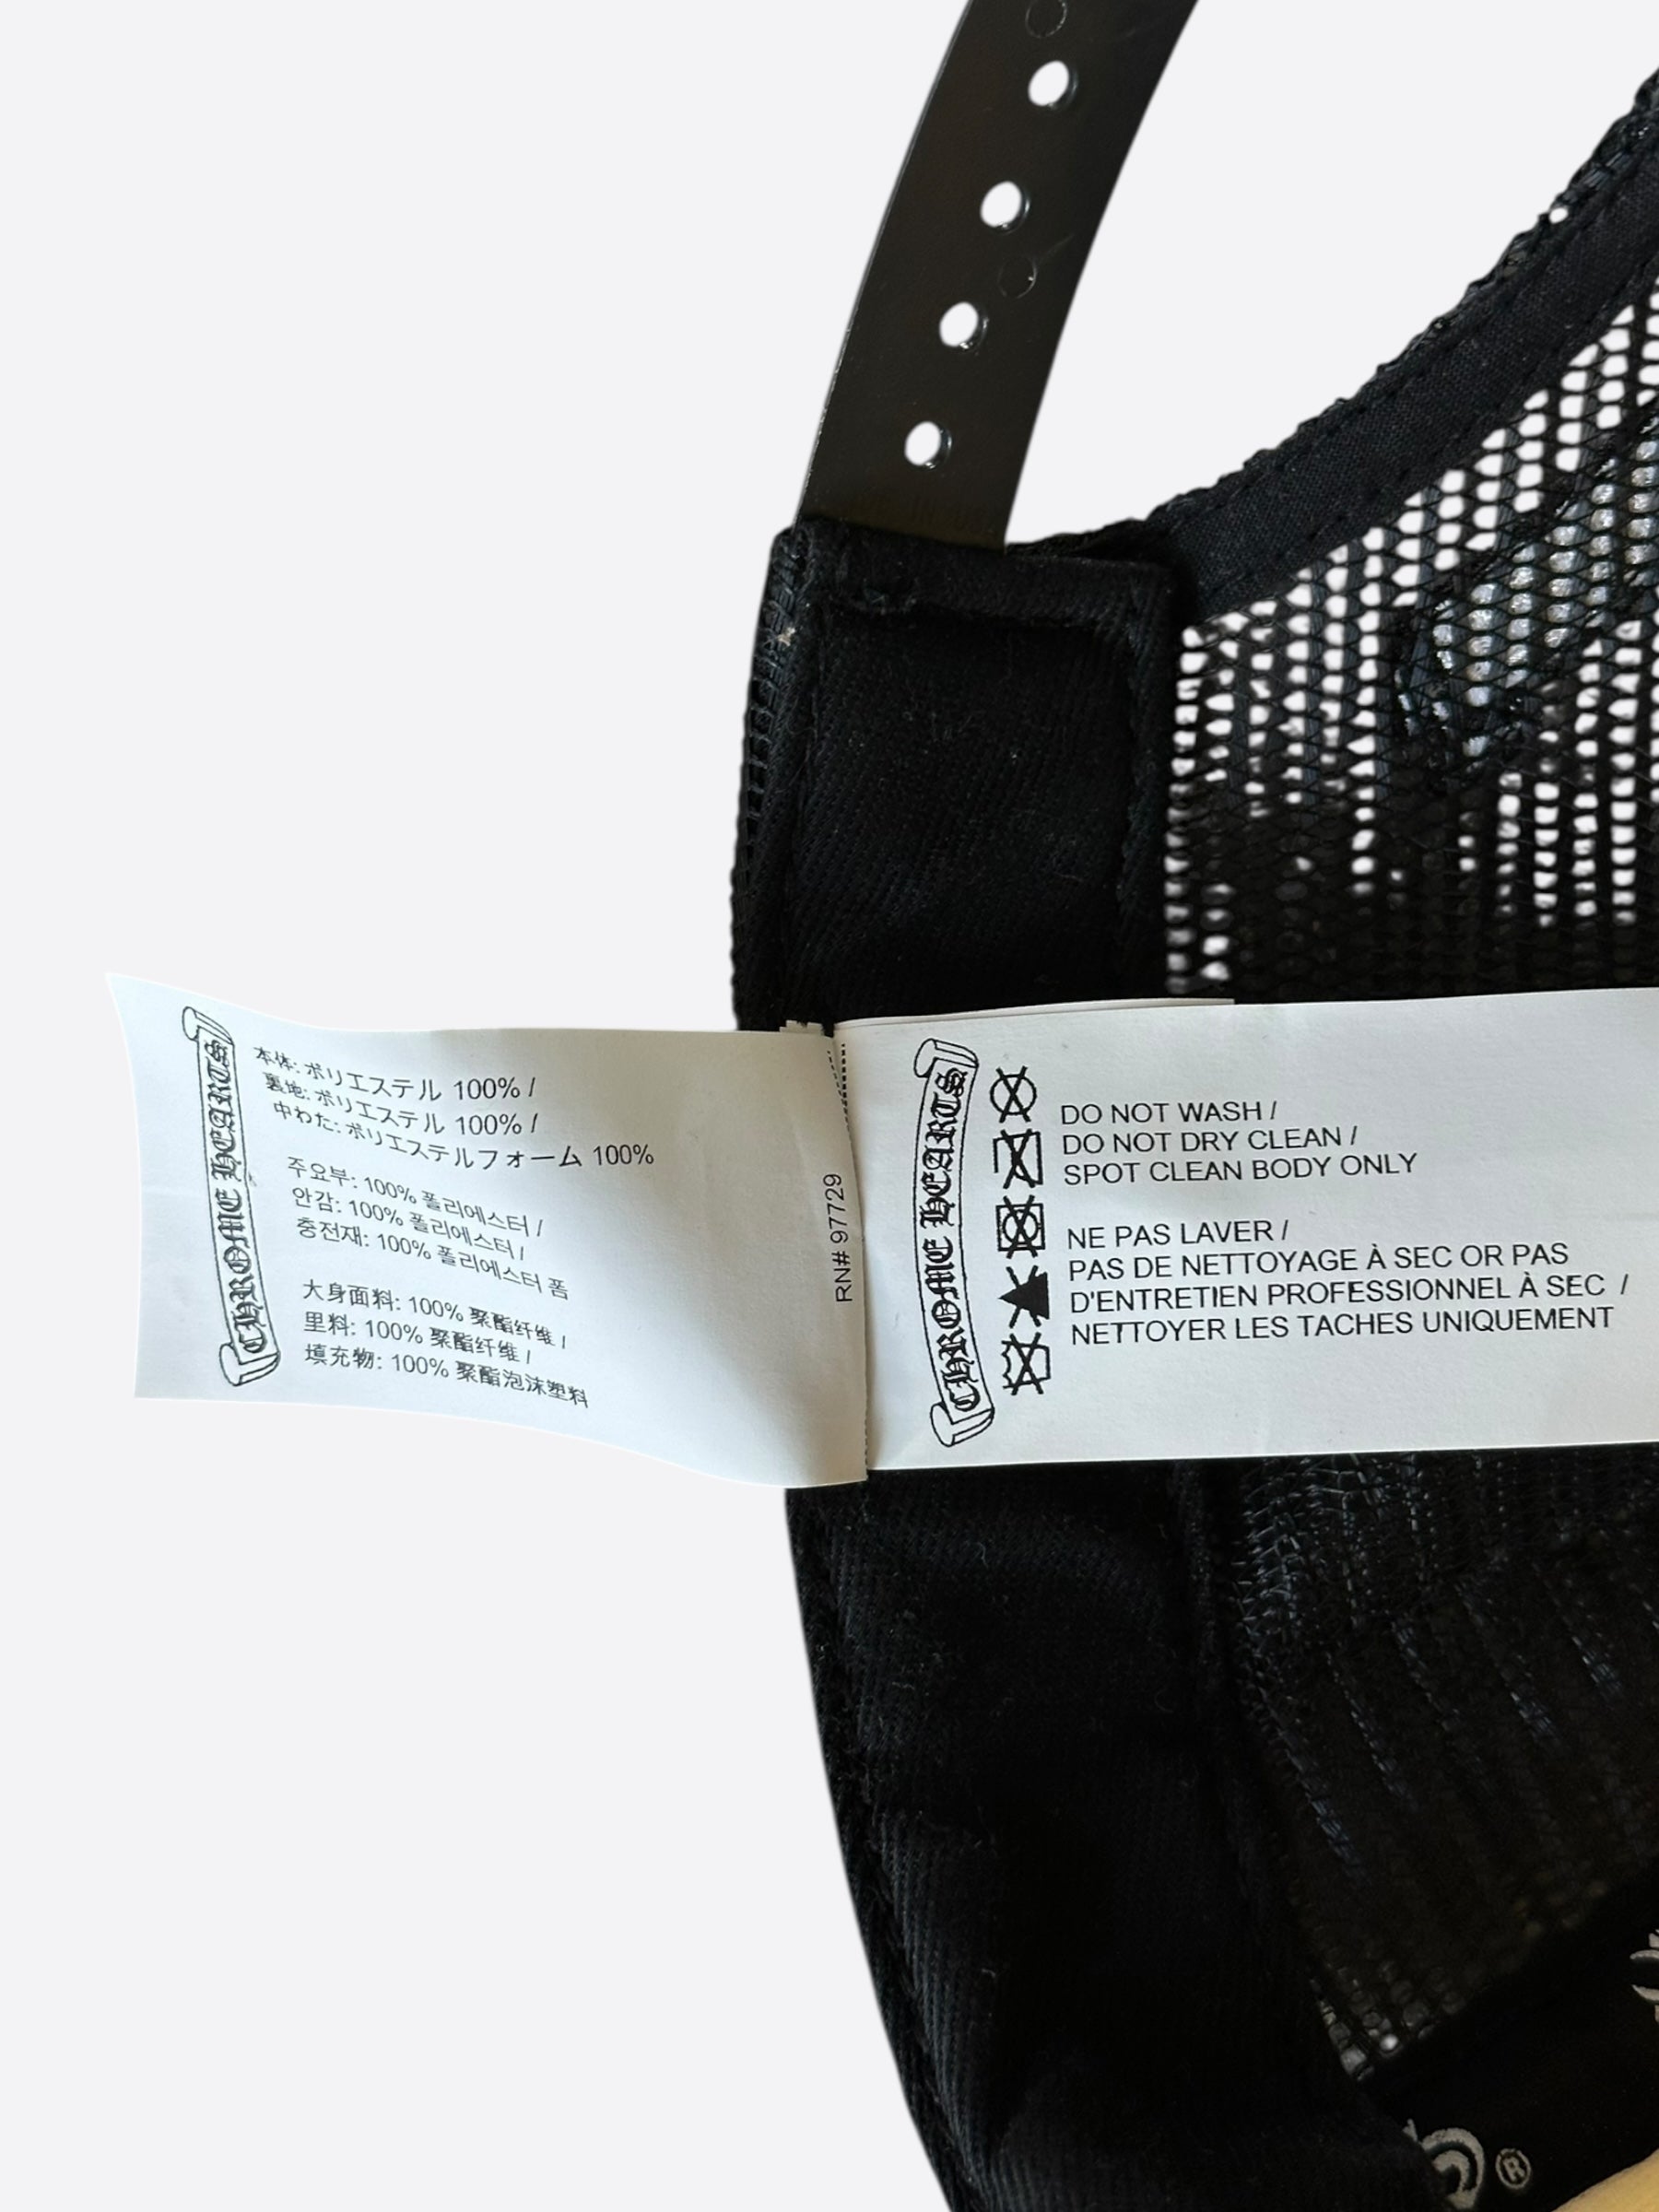 CHROME HEARTS
本体: ポリエステル 100% /
裏地: ポリエステル 100% /
中わた: ポリエステルフォーム 100%
주요부: 100% 폴리에스터 /
안감: 100% 폴리에스터 /
충전재: 100% 폴리에스터 폼
大身面料: 100% 聚酯纤维 /
里料: 100% 聚酯纤维 /
填充物: 100% 聚酯泡沫塑料
RN# 97729
CHROME HEARTS
DO NOT WASH /
DO NOT DRY CLEAN /
SPOT CLEAN BODY ONLY
NE PAS LAVER /
PAS DE NETTOYAGE À SEC OR PAS
D'ENTRETIEN PROFESSIONNEL À SEC /
NETTOYER LES TACHES UNIQUEMENT
®